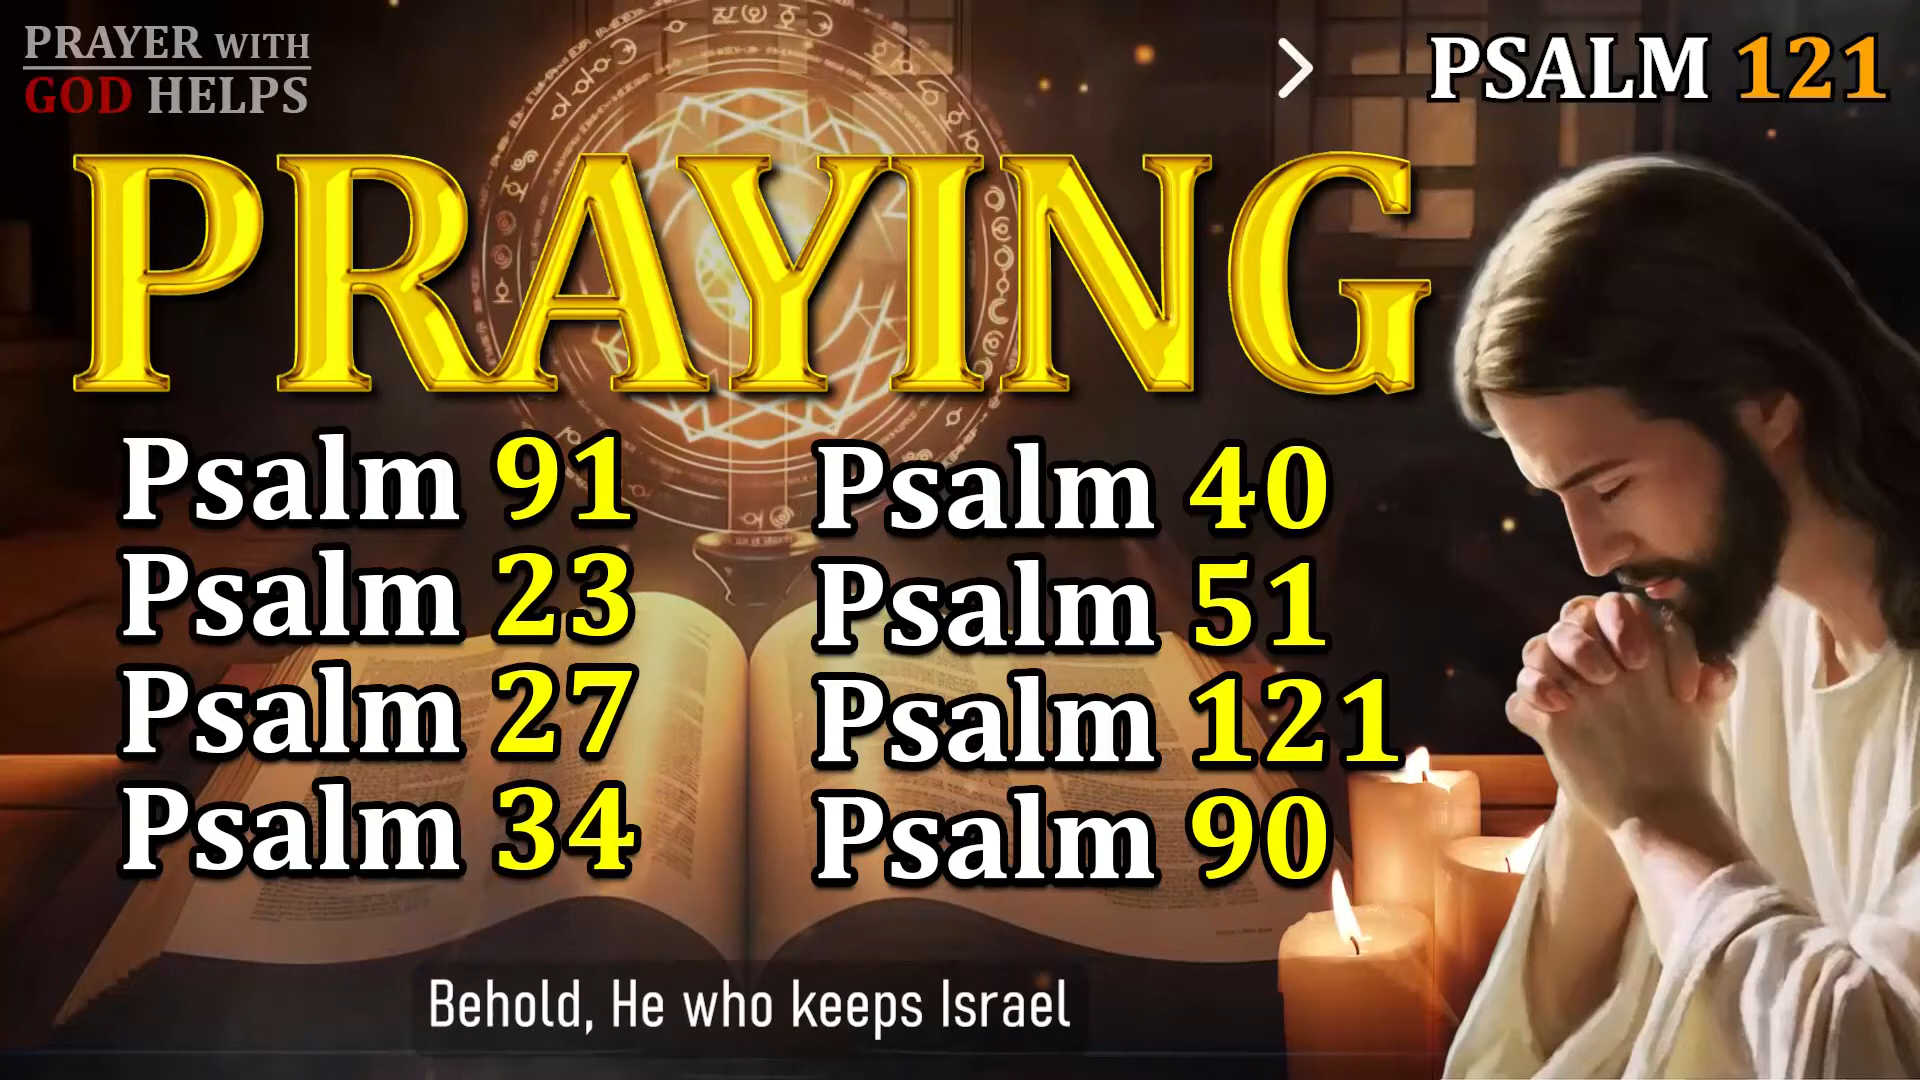 PRAYER WITH
GOD HELPS
> PSALM 121
PRAYING
Psalm 91
Psalm 23
Psalm 27
Psalm 34
Psalm 40
Psalm 51
Psalm 121
Psalm 90
Behold, He who keeps Israel